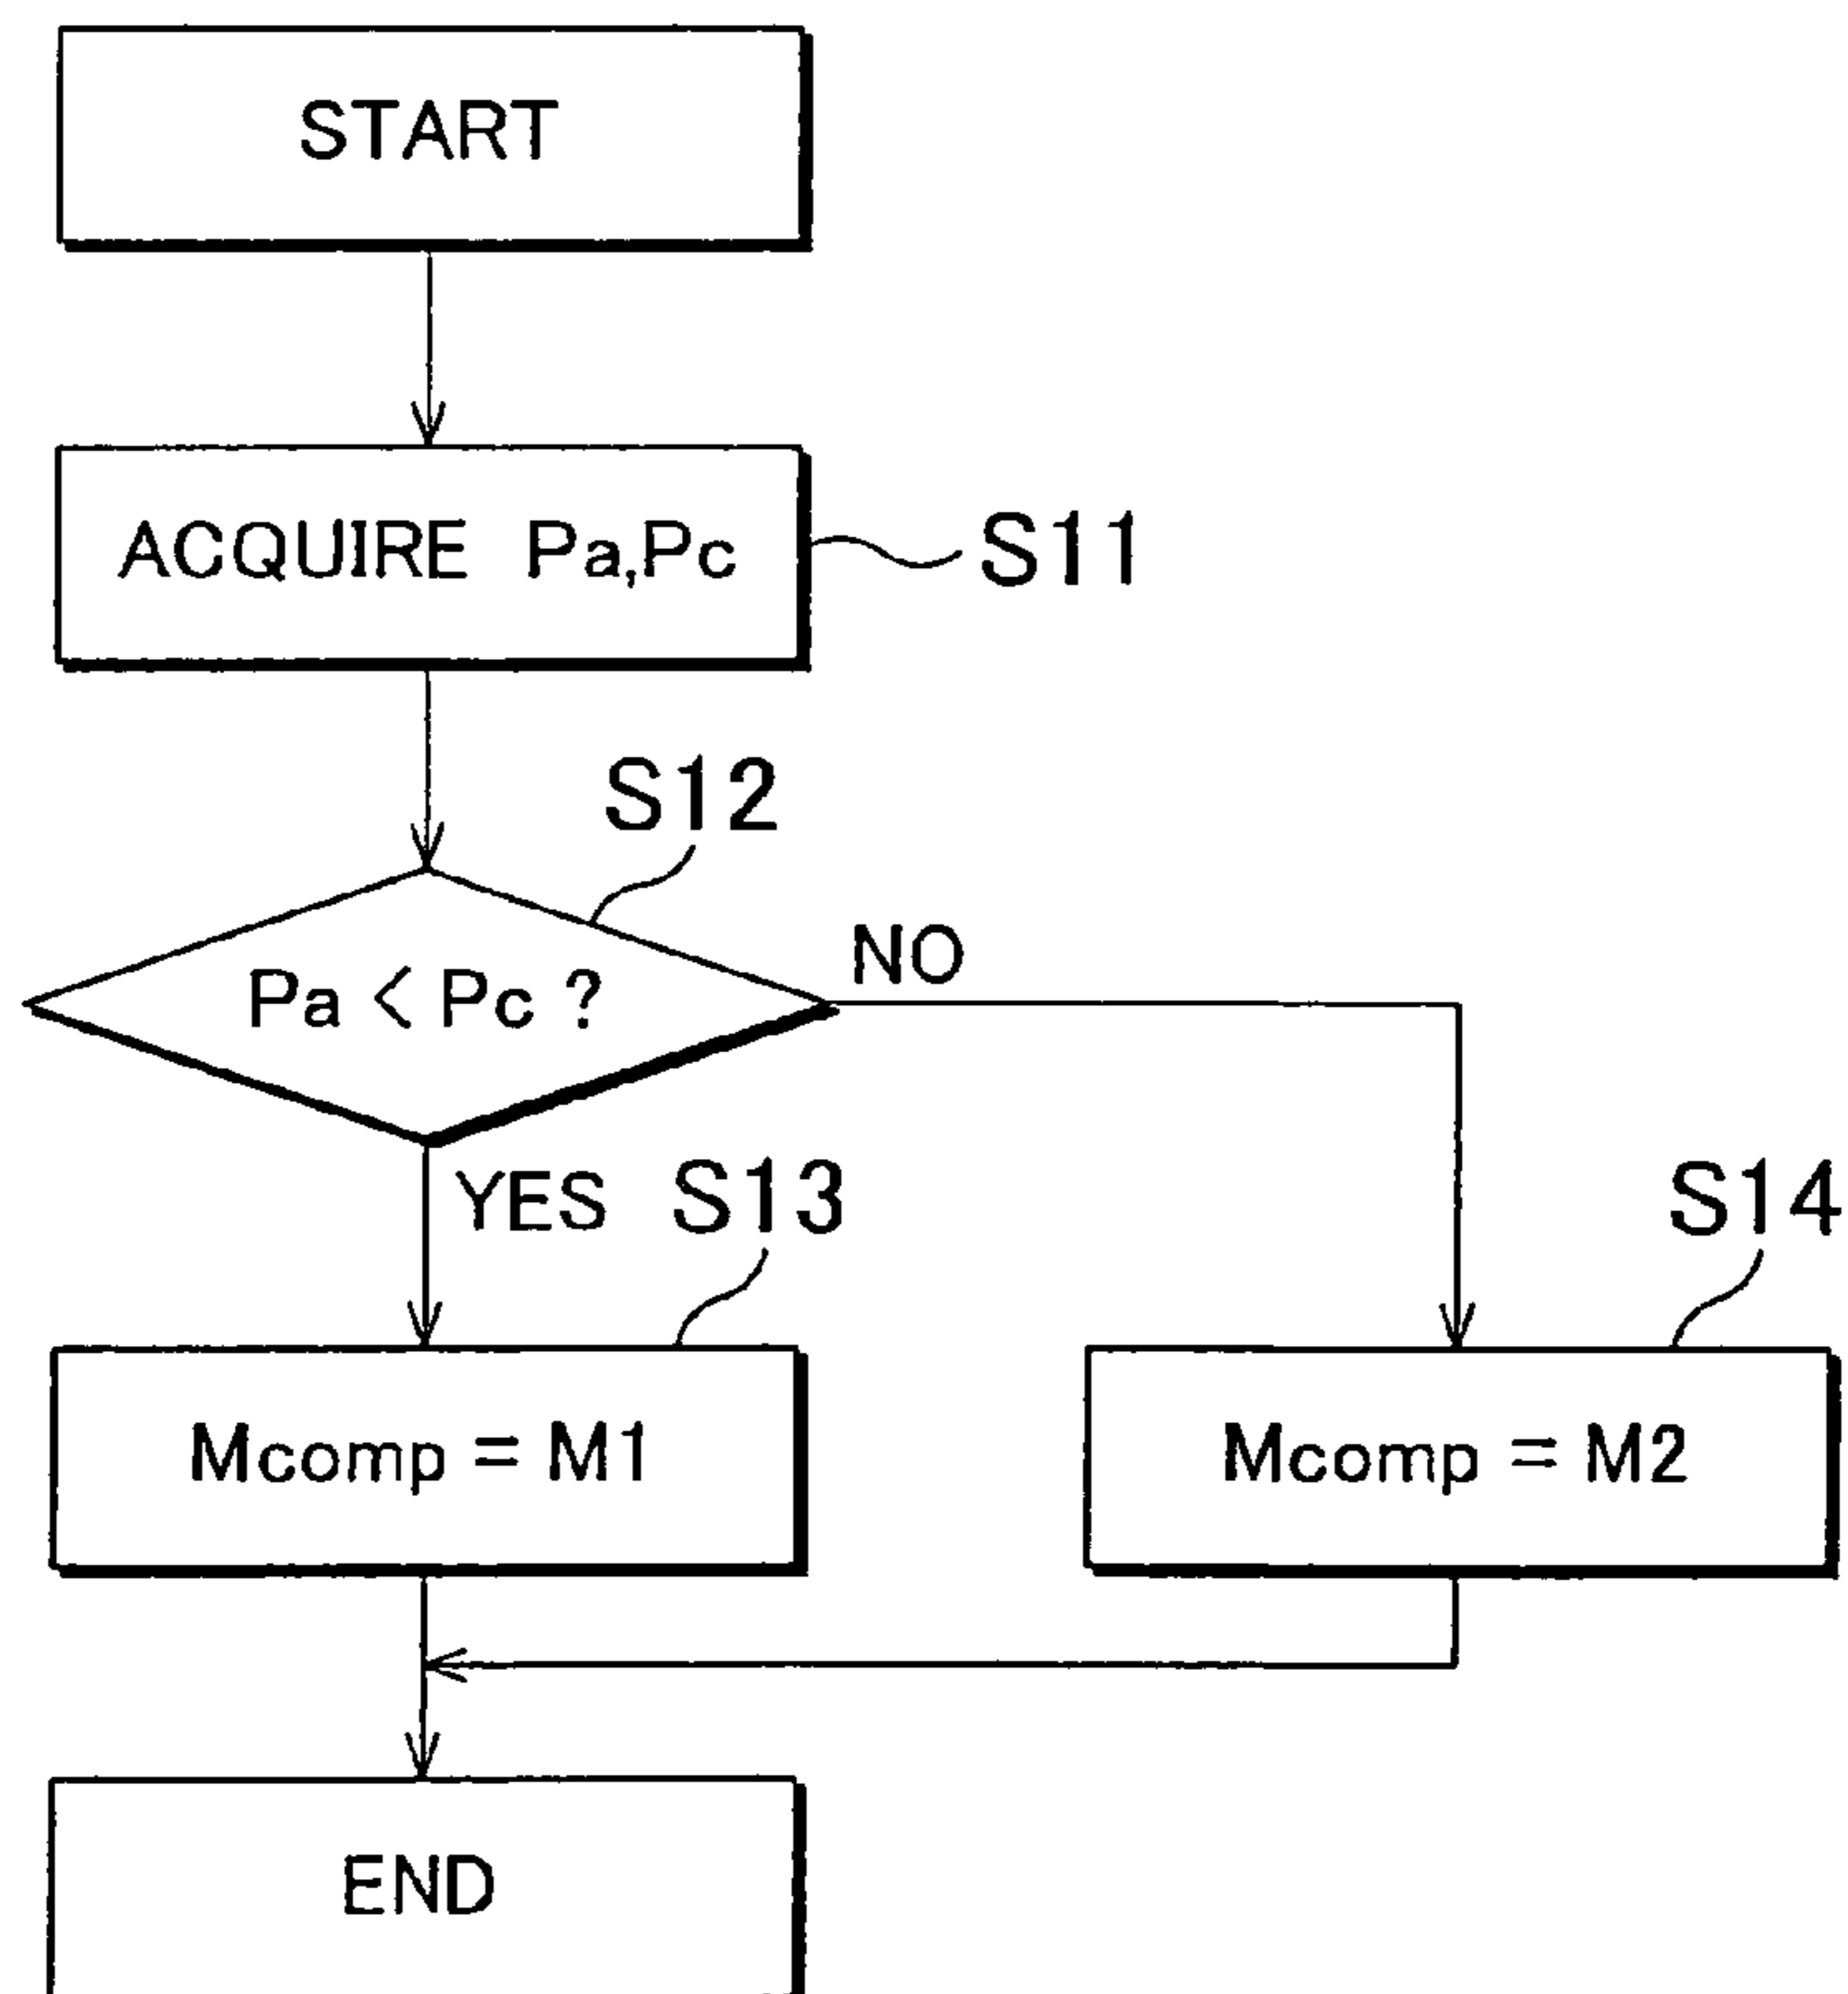 START
ACQUIRE Pa,Pc
S11
S12
Pa < Pc ?
NO
YES
S13
S14
Mcomp = M1
Mcomp = M2
END